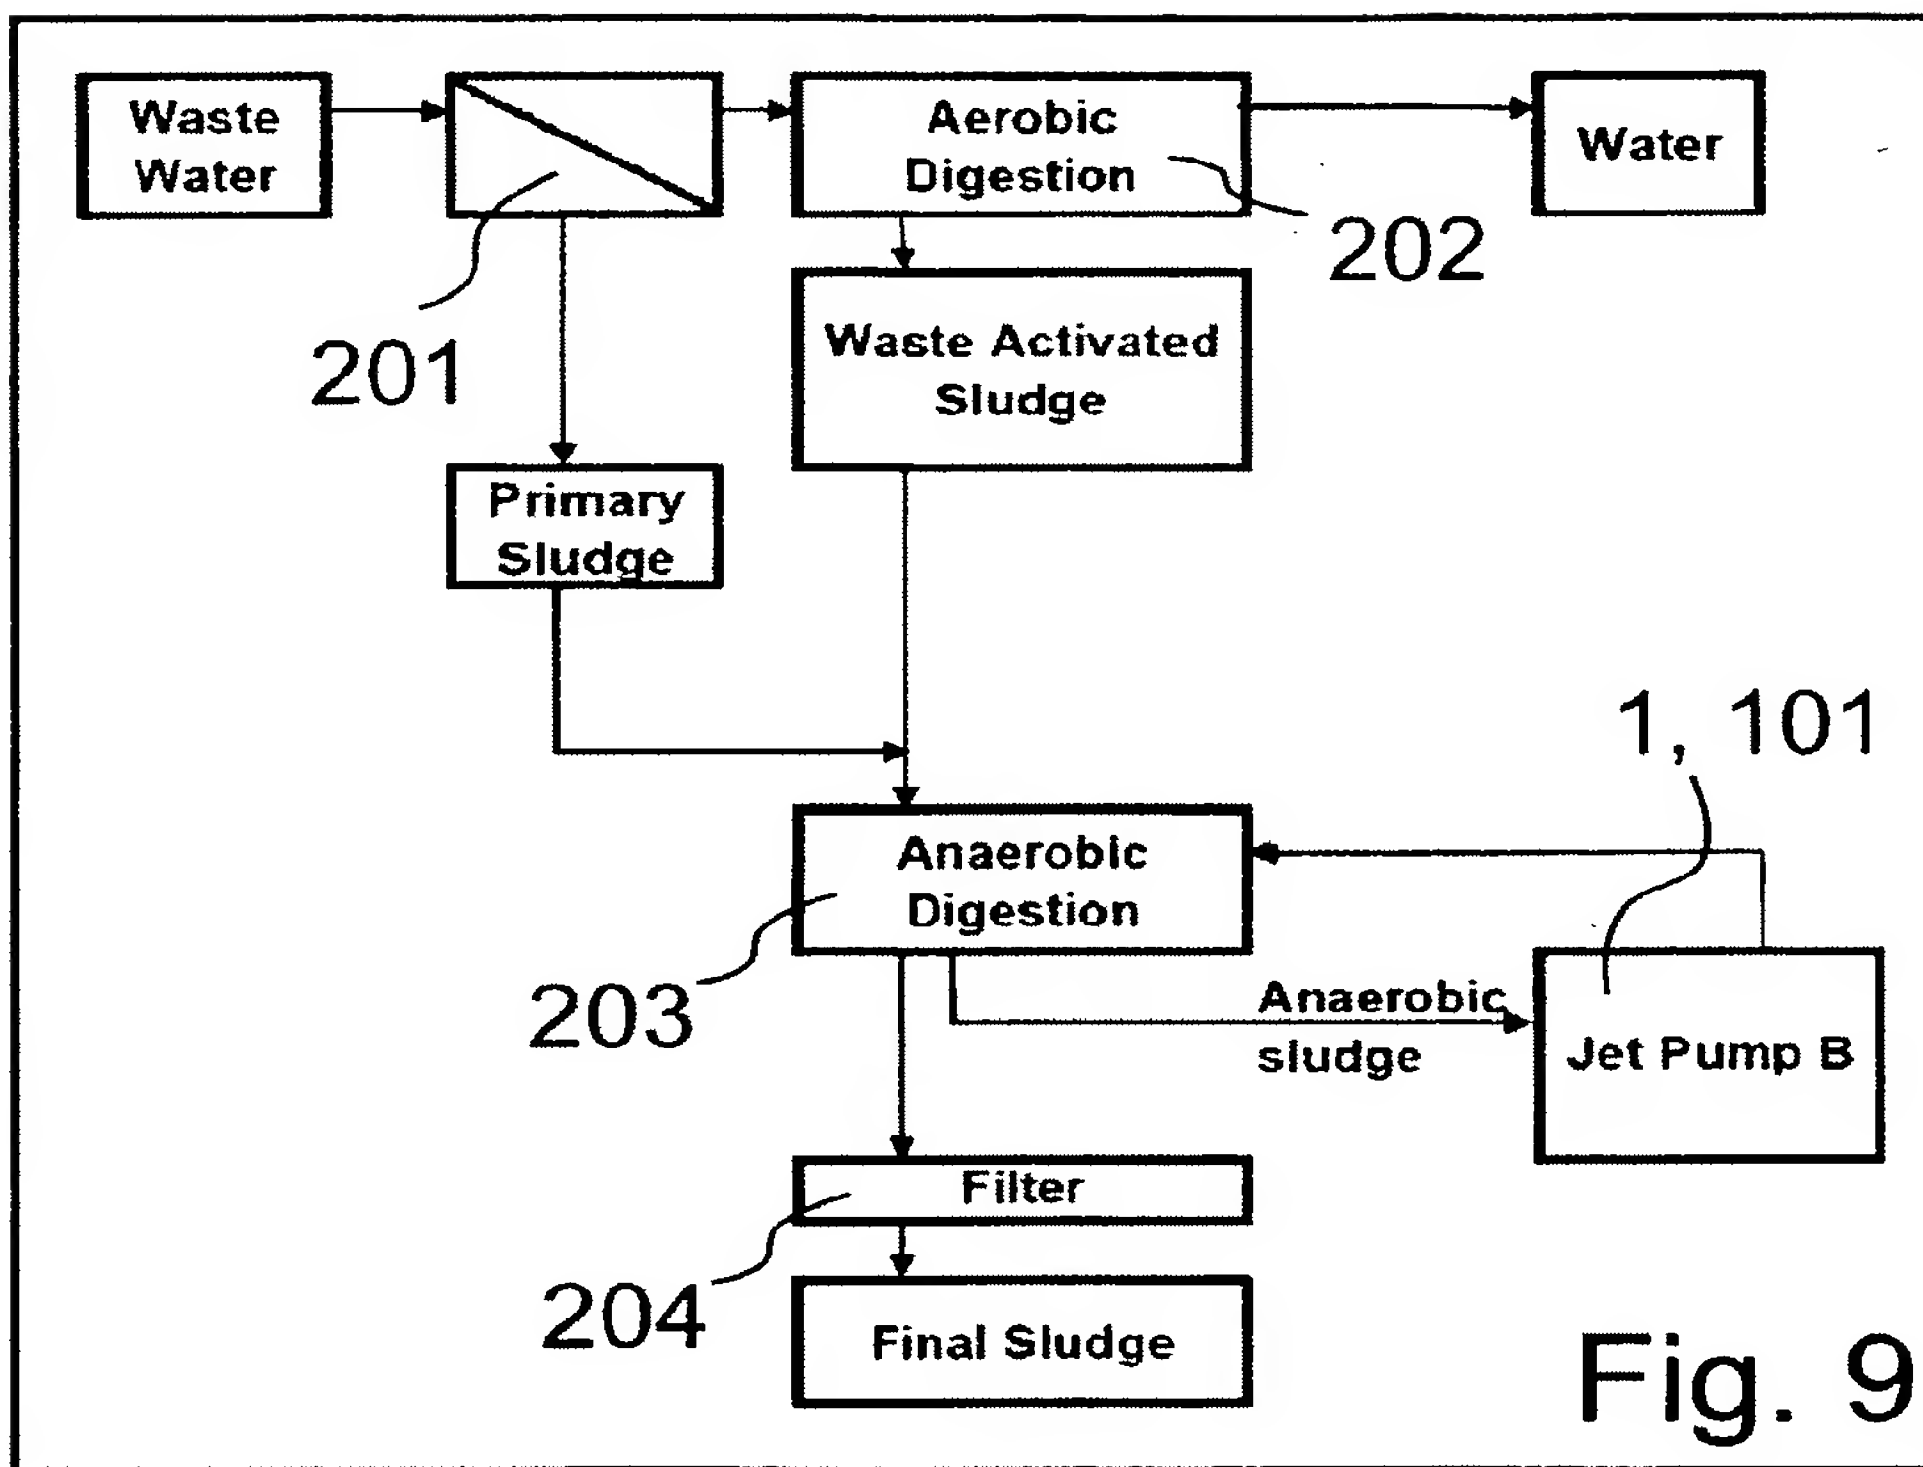 Waste
Water
Aerobic
Digestion
Water
201
202
Waste Activated
Sludge
Primary
Sludge
1, 101
Anaerobic
Digestion
203
Anaerobic
sludge
Jet Pump B
Filter
204
Final Sludge
Fig. 9